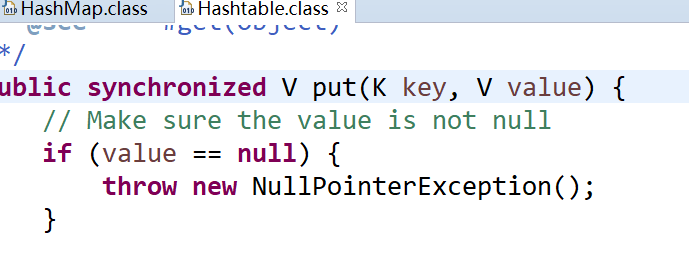 HashMap.class Hashtable.class
@see #get(Object)
*/
ublic synchronized V put(K key, V value) {
// Make sure the value is not null
if (value == null) {
throw new NullPointerException();
}